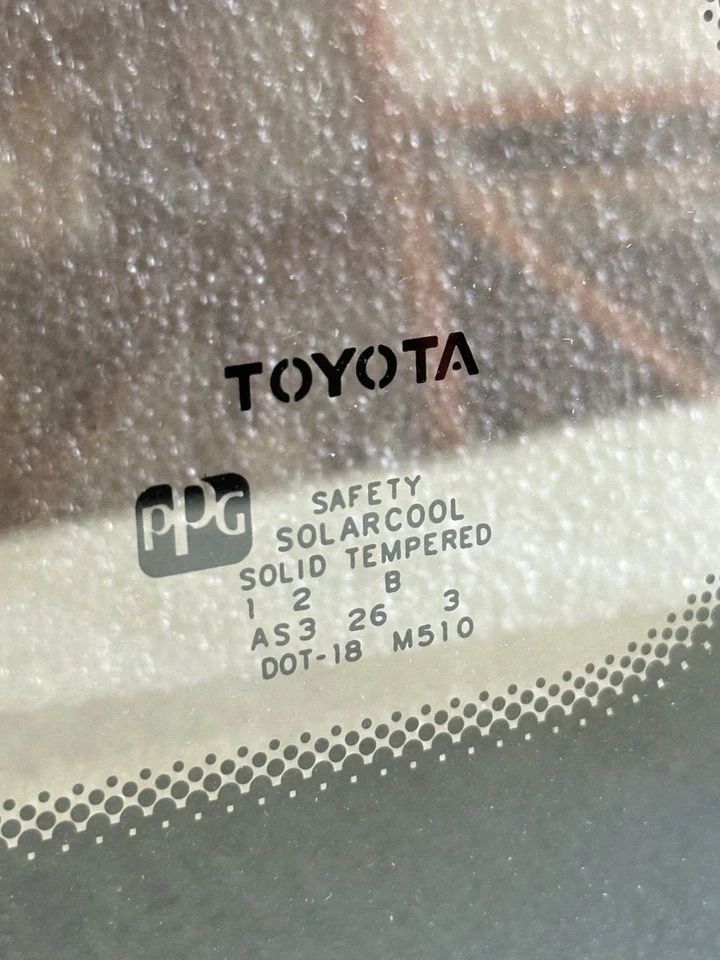 TOYOTA
PPG
SAFETY
SOLARCOOL
SOLID TEMPERED
1 2 B
AS3 26 3
DOT-18 M510